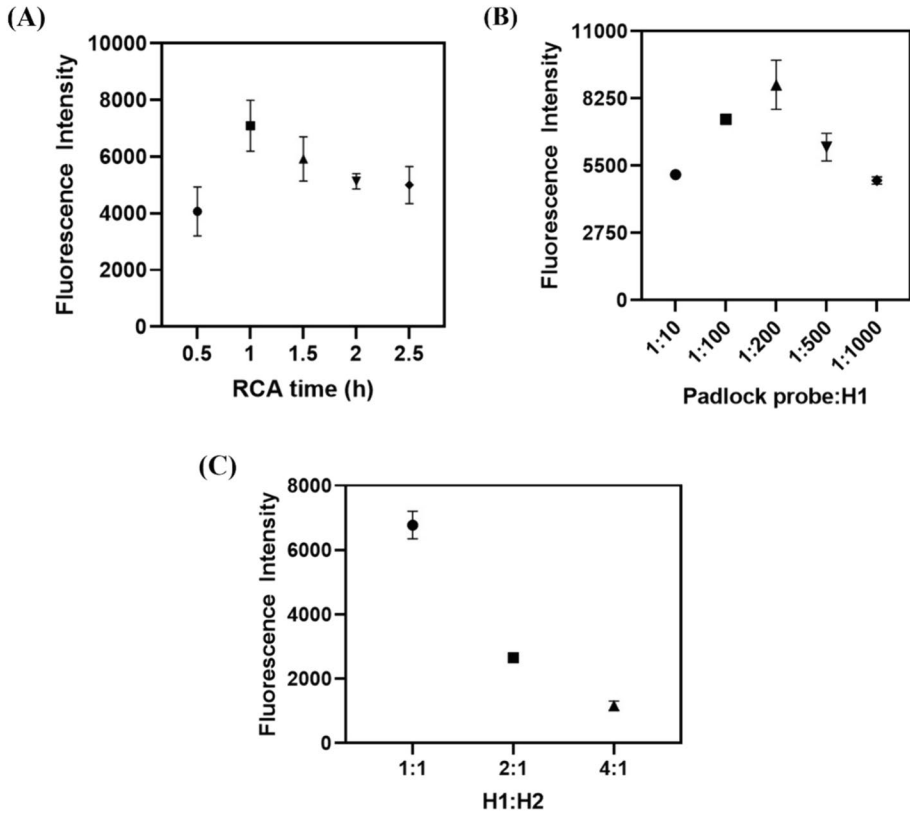 (A)
Fluorescence Intensity
10000
8000
6000
4000
2000
0
0.5 1 1.5 2 2.5
RCA time (h)
(B)
Fluorescence Intensity
11000
8250
5500
2750
0
1:10 1:100 1:200 1:500 1:1000
Padlock probe:H1
(C)
Fluorescence Intensity
8000
6000
4000
2000
0
1:1 2:1 4:1
H1:H2